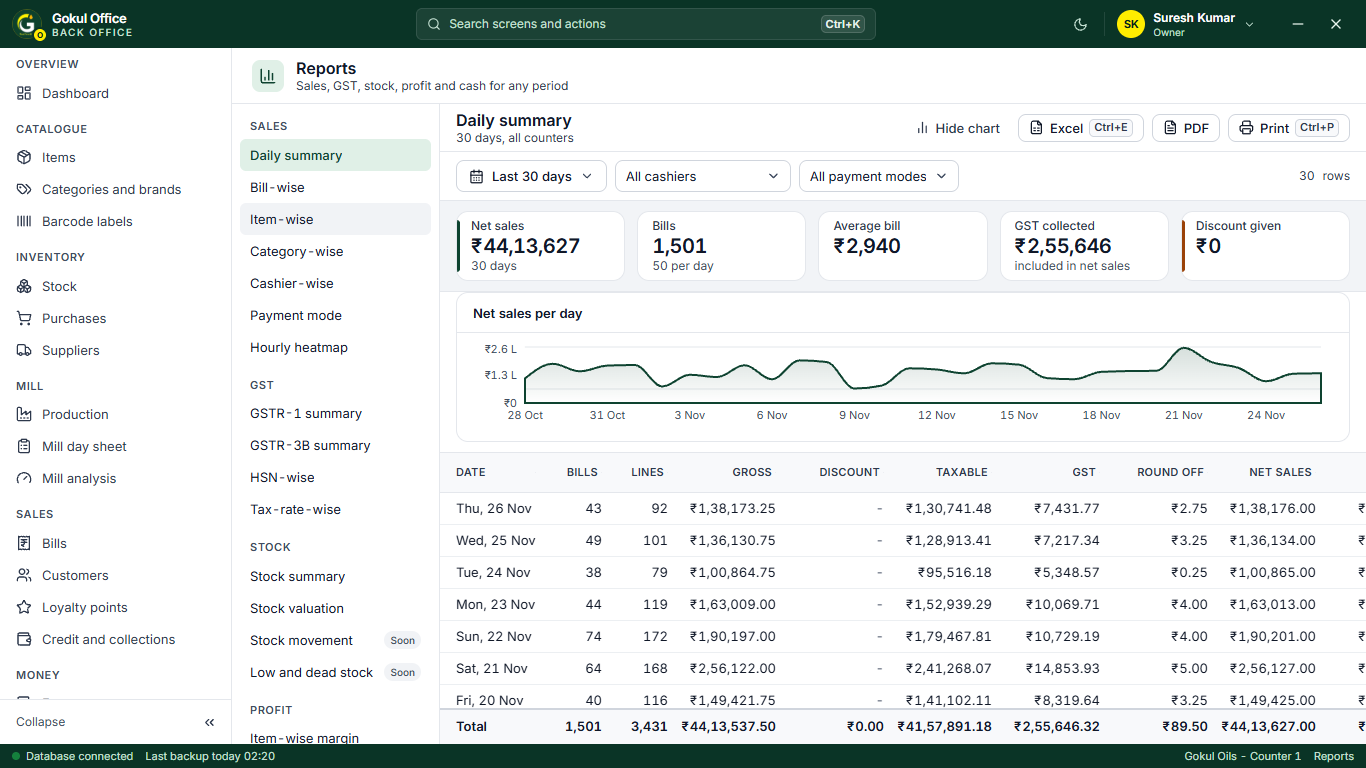 Gokul Office
BACK OFFICE
Search screens and actions Ctrl+K
SK Suresh Kumar
Owner
OVERVIEW
Dashboard
CATALOGUE
Items
Categories and brands
Barcode labels
INVENTORY
Stock
Purchases
Suppliers
MILL
Production
Mill day sheet
Mill analysis
SALES
Bills
Customers
Loyalty points
Credit and collections
MONEY
Collapse
Reports
Sales, GST, stock, profit and cash for any period
SALES
Daily summary
Bill-wise
Item-wise
Category-wise
Cashier-wise
Payment mode
Hourly heatmap
GST
GSTR-1 summary
GSTR-3B summary
HSN-wise
Tax-rate-wise
STOCK
Stock summary
Stock valuation
Stock movement Soon
Low and dead stock Soon
PROFIT
Item-wise margin
Daily summary
30 days, all counters
Hide chart Excel Ctrl+E PDF Print Ctrl+P
Last 30 days All cashiers All payment modes 30 rows
Net sales
₹44,13,627
30 days
Bills
1,501
50 per day
Average bill
₹2,940
GST collected
₹2,55,646
included in net sales
Discount given
₹0
Net sales per day
₹2.6 L
₹1.3 L
₹0
28 Oct 31 Oct 3 Nov 6 Nov 9 Nov 12 Nov 15 Nov 18 Nov 21 Nov 24 Nov
DATE BILLS LINES GROSS DISCOUNT TAXABLE GST ROUND OFF NET SALES
Thu, 26 Nov 43 92 ₹1,38,173.25 - ₹1,30,741.48 ₹7,431.77 ₹2.75 ₹1,38,176.00 ₹
Wed, 25 Nov 49 101 ₹1,36,130.75 - ₹1,28,913.41 ₹7,217.34 ₹3.25 ₹1,36,134.00 ₹
Tue, 24 Nov 38 79 ₹1,00,864.75 - ₹95,516.18 ₹5,348.57 ₹0.25 ₹1,00,865.00 ₹
Mon, 23 Nov 44 119 ₹1,63,009.00 - ₹1,52,939.29 ₹10,069.71 ₹4.00 ₹1,63,013.00 ₹
Sun, 22 Nov 74 172 ₹1,90,197.00 - ₹1,79,467.81 ₹10,729.19 ₹4.00 ₹1,90,201.00 ₹
Sat, 21 Nov 64 168 ₹2,56,122.00 - ₹2,41,268.07 ₹14,853.93 ₹5.00 ₹2,56,127.00 ₹
Fri, 20 Nov 40 116 ₹1,49,421.75 - ₹1,41,102.11 ₹8,319.64 ₹3.25 ₹1,49,425.00 ₹
Total 1,501 3,431 ₹44,13,537.50 ₹0.00 ₹41,57,891.18 ₹2,55,646.32 ₹89.50 ₹44,13,627.00 ₹
Database connected Last backup today 02:20 Gokul Oils - Counter 1 Reports